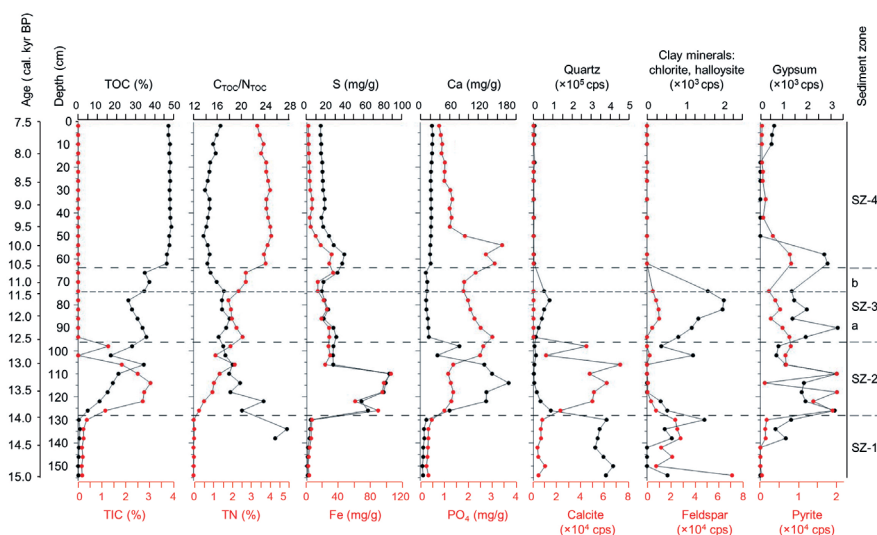 Age ( cal. kyr BP)
Depth (cm)
TOC (%)
0 10 20 30 40 50
C_TOC/N_TOC
12 16 20 24 28
S (mg/g)
0 20 40 60 80 100
Ca (mg/g)
0 60 120 180
Quartz
(×10⁵ cps)
0 1 2 3 4 5
Clay minerals:
chlorite, halloysite
(×10³ cps)
0 1 2
Gypsum
(×10³ cps)
0 1 2 3
Sediment zone
7.5
8.0
8.5
9.0
9.5
10.0
10.5
11.0
11.5
12.0
12.5
13.0
13.5
14.0
14.5
15.0
0
10
20
30
40
50
60
70
80
90
100
110
120
130
140
150
SZ-4
b
SZ-3
a
SZ-2
SZ-1
0 1 2 3 4
TIC (%)
0 1 2 3 4 5
TN (%)
0 40 80 120
Fe (mg/g)
0 1 2 3 4
PO₄ (mg/g)
0 2 4 6 8
Calcite
(×10⁴ cps)
0 2 4 6 8
Feldspar
(×10⁴ cps)
0 1 2
Pyrite
(×10⁴ cps)